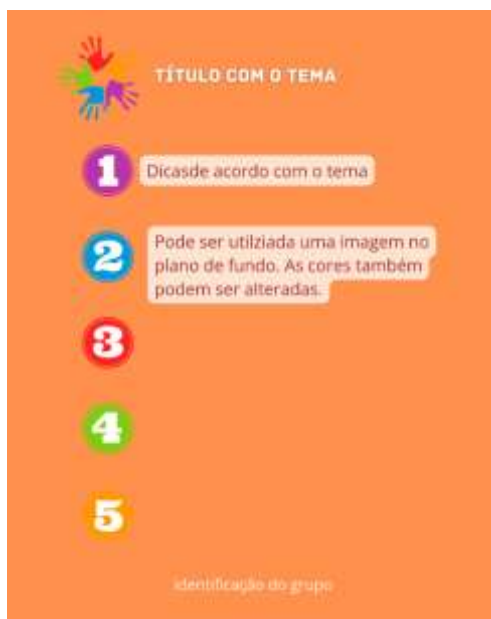 TÍTULO COM O TEMA
1
Dicasde acordo com o tema
2
Pode ser utilziada uma imagem no
plano de fundo. As cores também
podem ser alteradas.
3
4
5
identificação do grupo